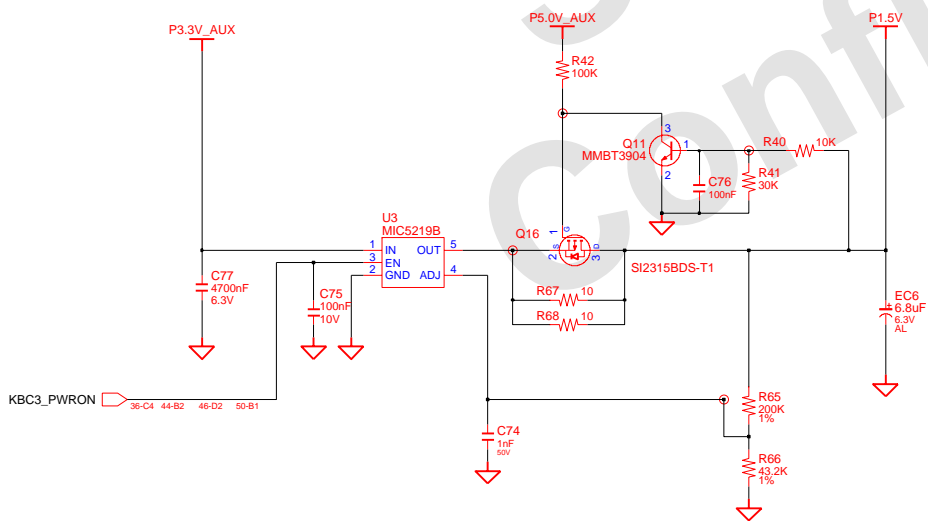 P3.3V_AUX
P5.0V_AUX
P1.5V
R42
100K
3
Q11
MMBT3904
1
2
R40
10K
R41
30K
C76
100nF
U3
MIC5219B
1
IN
OUT
5
3
EN
2
GND
ADJ
4
Q16
1
G
2
S
D
3
SI2315BDS-T1
R67
10
R68
10
C77
4700nF
6.3V
C75
100nF
10V
EC6
6.8uF
6.3V
AL
+
KBC3_PWRON
36-C4
44-B2
46-D2
50-B1
C74
1nF
50V
R65
200K
1%
R66
43.2K
1%